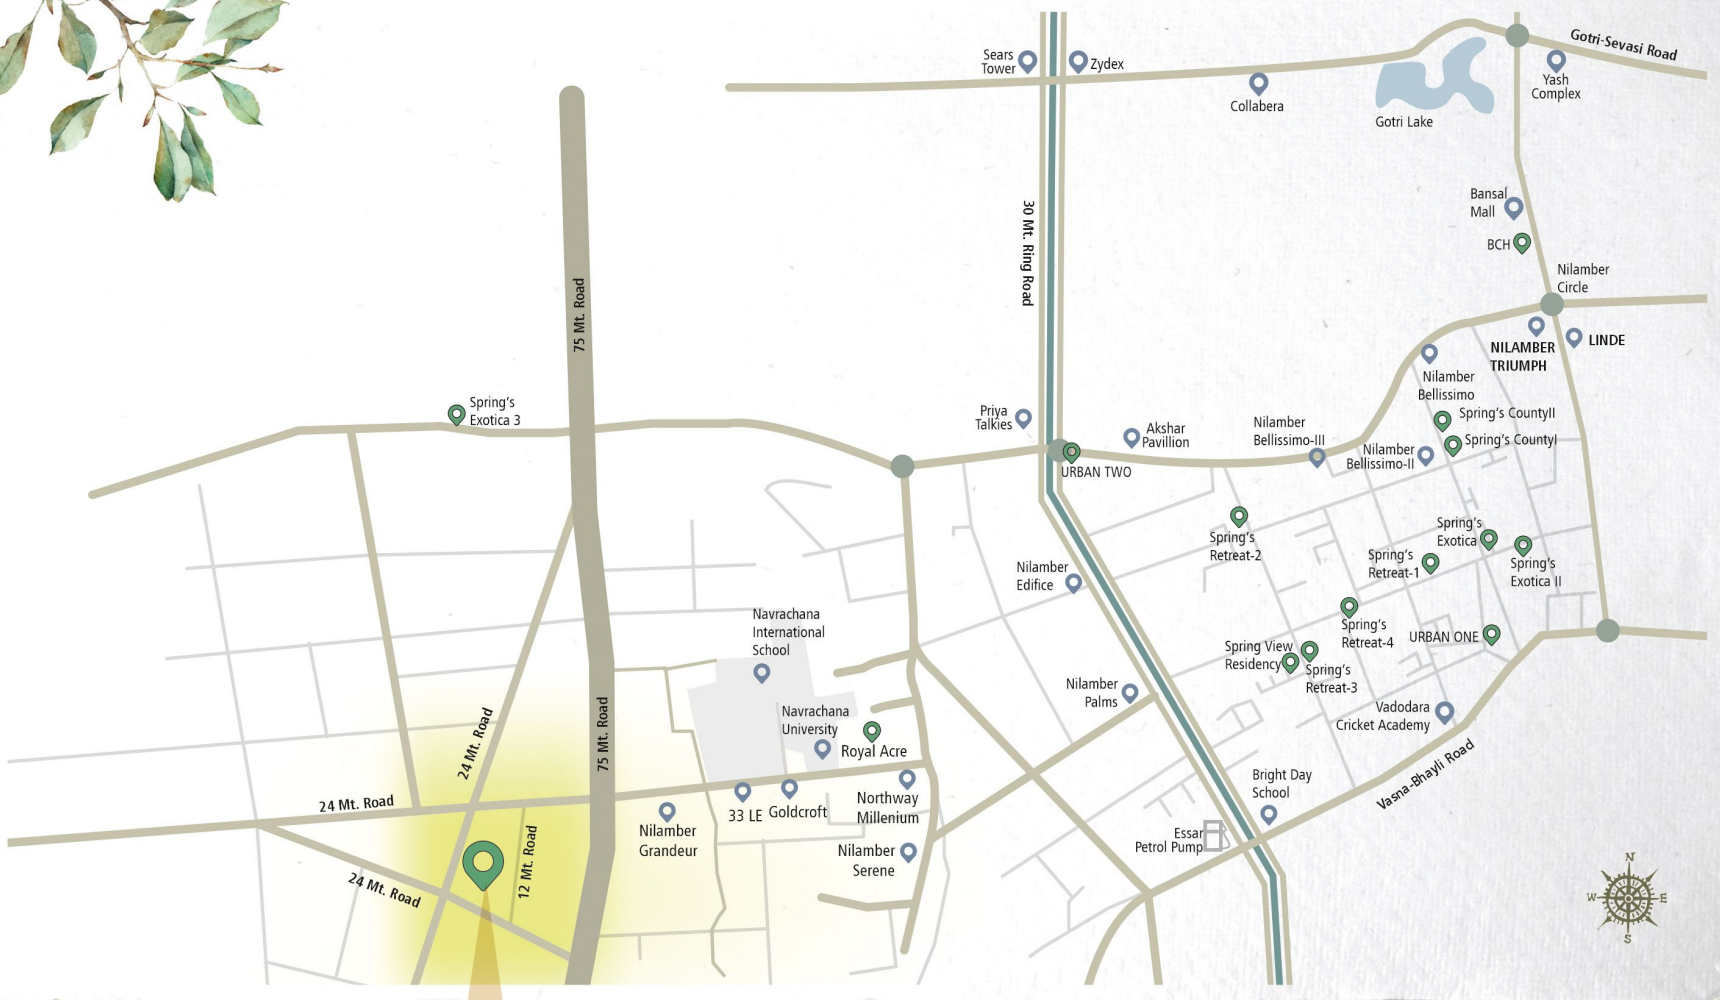 Gotri-Sevasi Road
Sears
Tower
Zydex
Yash
Complex
Collabera
Gotri Lake
Bansal
Mall
BCH
30 Mt. Ring Road
Nilamber
Circle
75 Mt. Road
NILAMBER
TRIUMPH
LINDE
Nilamber
Bellissimo
Spring's
Exotica 3
Priya
Talkies
Akshar
Pavillion
Nilamber
Bellissimo-III
Spring's CountyII
Spring's CountyI
Nilamber
Bellissimo-II
URBAN TWO
Spring's
Retreat-2
Spring's
Exotica
Spring's
Retreat-1
Spring's
Exotica II
Nilamber
Edifice
Navrachana
International
School
Spring's
Retreat-4
URBAN ONE
Spring View
Residency
Spring's
Retreat-3
Nilamber
Palms
Navrachana
University
Royal Acre
Vadodara
Cricket Academy
75 Mt. Road
24 Mt. Road
24 Mt. Road
Vasna-Bhayli Road
Bright Day
School
33 LE
Goldcroft
Northway
Millenium
Nilamber
Grandeur
Essar
Petrol Pump
Nilamber
Serene
12 Mt. Road
24 Mt. Road
N
W
E
S